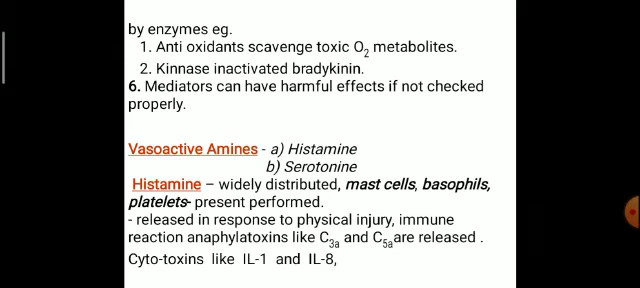 by enzymes eg.
1. Anti oxidants scavenge toxic O₂ metabolites.
2. Kinnase inactivated bradykinin.
6. Mediators can have harmful effects if not checked
properly.
Vasoactive Amines - a) Histamine
b) Serotonine
Histamine – widely distributed, mast cells, basophils,
platelets- present performed.
- released in response to physical injury, immune
reaction anaphylatoxins like C₃ₐ and C₅ₐ are released .
Cyto-toxins like IL-1 and IL-8,